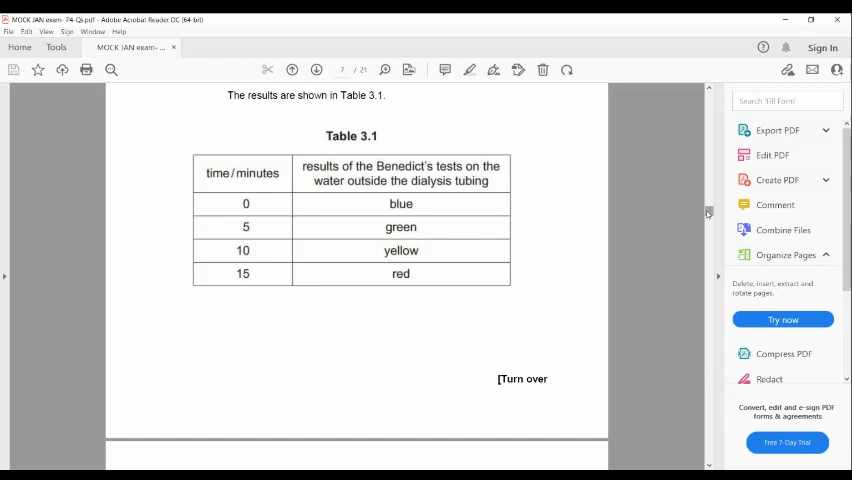 MOCK JAN exam- P4-Qs.pdf - Adobe Acrobat Reader DC (64-bit)
File Edit View Sign Window Help
Home Tools MOCK JAN exam- ... × Sign In
7 / 21
The results are shown in Table 3.1.
Table 3.1
time/minutes results of the Benedict's tests on the water outside the dialysis tubing
0 blue
5 green
10 yellow
15 red
[Turn over
Search 'Fill Form'
Export PDF
Edit PDF
Create PDF
Comment
Combine Files
Organize Pages
Delete, insert, extract and
rotate pages.
Try now
Compress PDF
Redact
Convert, edit and e-sign PDF
forms & agreements
Free 7-Day Trial